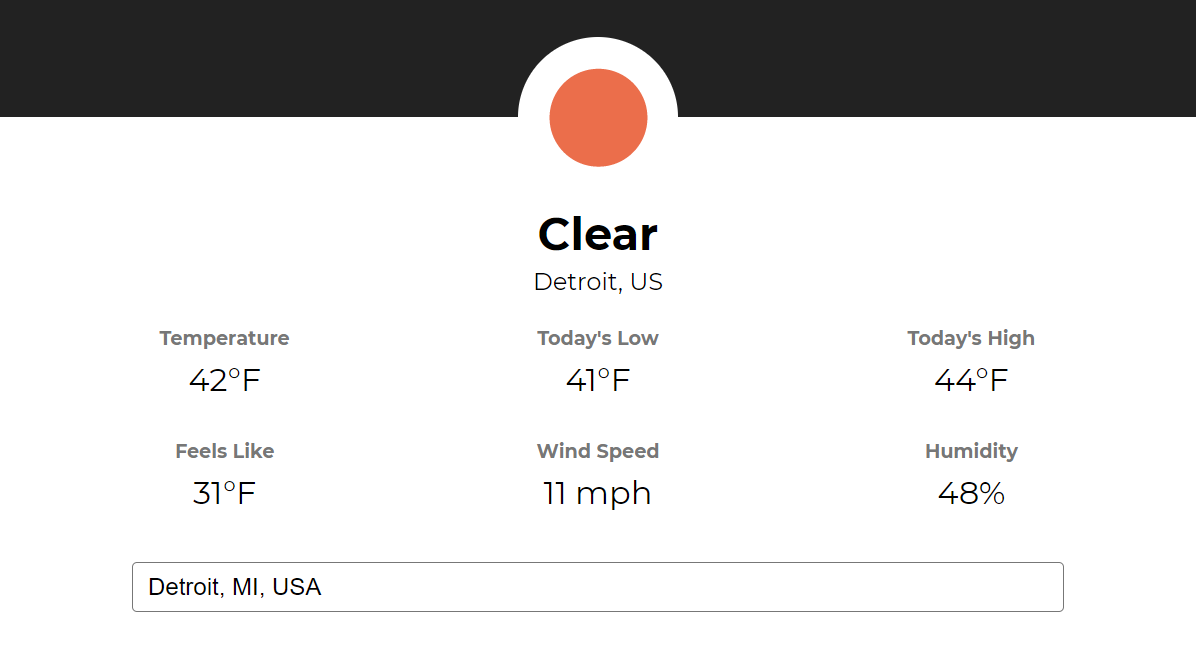 Clear
Detroit, US
Temperature
Today's Low
Today's High
42°F
41°F
44°F
Feels Like
Wind Speed
Humidity
31°F
11 mph
48%
Detroit, MI, USA